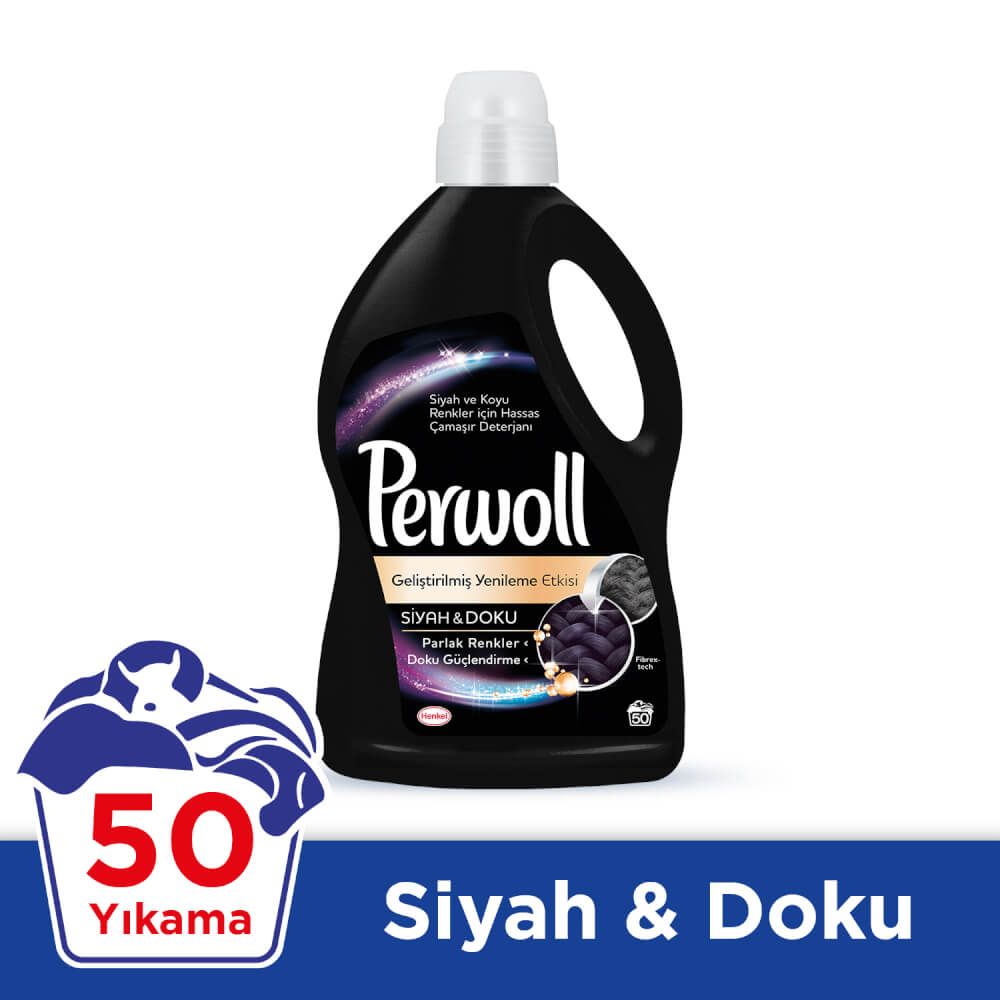 Siyah ve Koyu
Renkler için Hassas
Çamaşır Deterjanı
Perwoll
Geliştirilmiş Yenileme Etkisi
SİYAH & DOKU
Parlak Renkler ‹
Doku Güçlendirme ‹
Fibrex-
tech
Henkel
50
50
Yıkama
Siyah & Doku